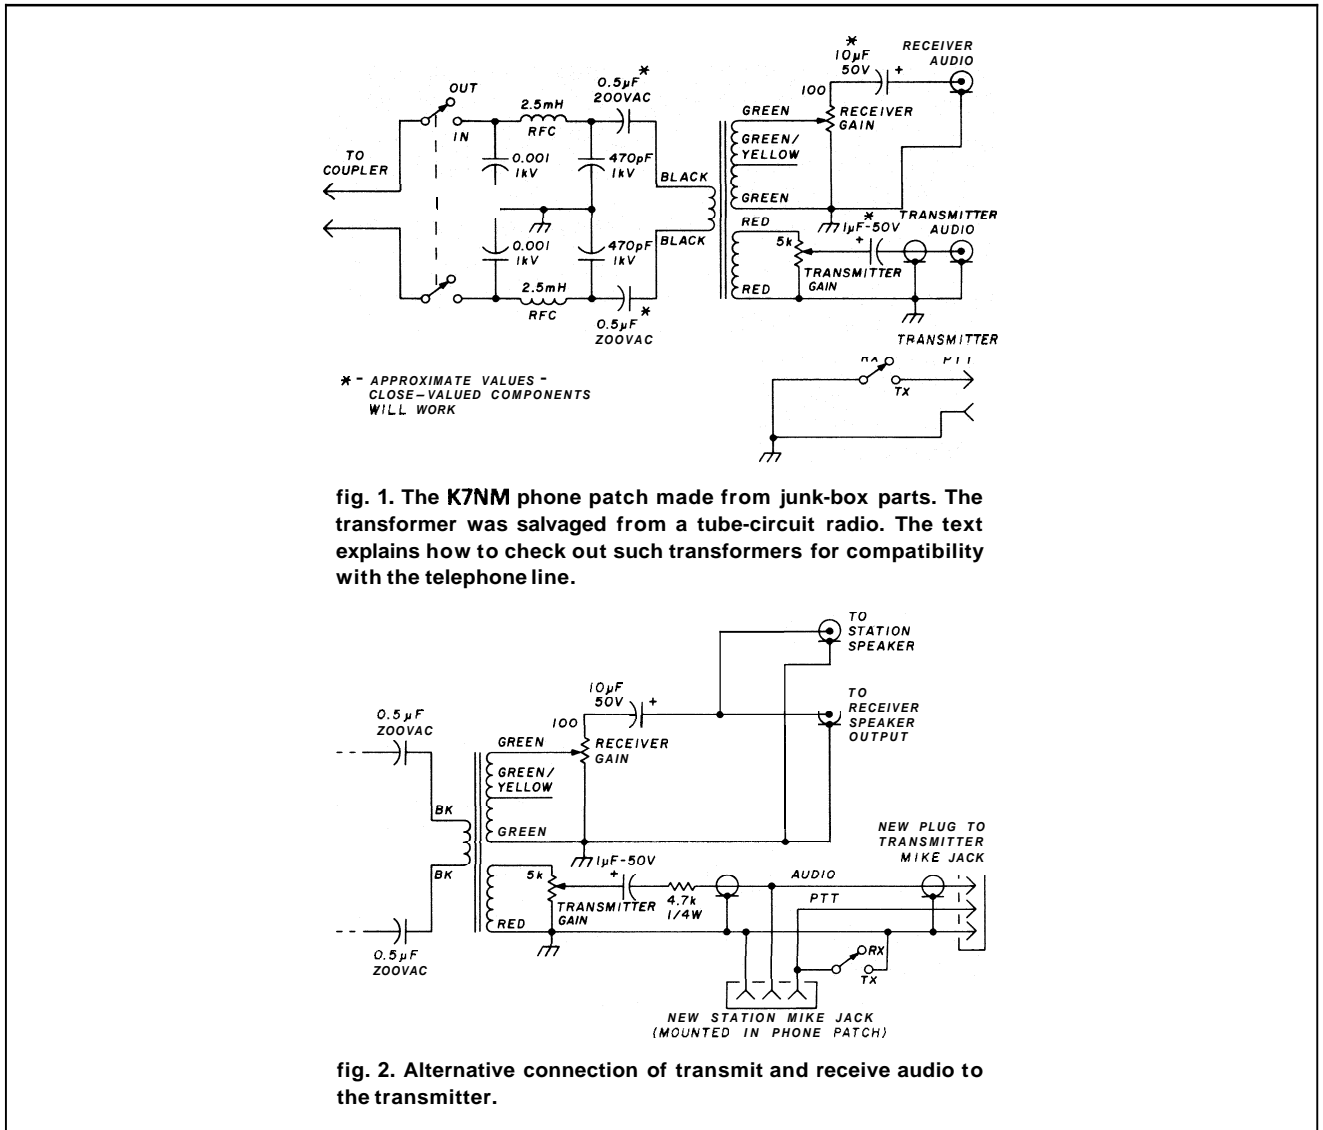 OUT
IN
TO
COUPLER
2.5mH
RFC
0.5µF*
200VAC
0.001
1kV
470pF
1kV
BLACK
BLACK
0.001
1kV
470pF
1kV
2.5mH
RFC
0.5µF*
ZOOVAC
*
10µF
50V
+
RECEIVER
AUDIO
100
RECEIVER
GAIN
GREEN
GREEN/
YELLOW
GREEN
RED
RED
*
1µF-50V
+
5k
TRANSMITTER
GAIN
TRANSMITTER
AUDIO
TRANSMITTER
PTT
RX
TX
* - APPROXIMATE VALUES -
CLOSE-VALUED COMPONENTS
WILL WORK
fig. 1. The K7NM phone patch made from junk-box parts. The
transformer was salvaged from a tube-circuit radio. The text
explains how to check out such transformers for compatibility
with the telephone line.
0.5µF
ZOOVAC
BK
BK
0.5µF
ZOOVAC
10µF
50V
+
100
RECEIVER
GAIN
GREEN
GREEN/
YELLOW
GREEN
RED
TO
STATION
SPEAKER
TO
RECEIVER
SPEAKER
OUTPUT
1µF-50V
+
5k
TRANSMITTER
GAIN
4.7k
1/4W
AUDIO
PTT
NEW PLUG TO
TRANSMITTER
MIKE JACK
RX
TX
NEW STATION MIKE JACK
(MOUNTED IN PHONE PATCH)
fig. 2. Alternative connection of transmit and receive audio to
the transmitter.